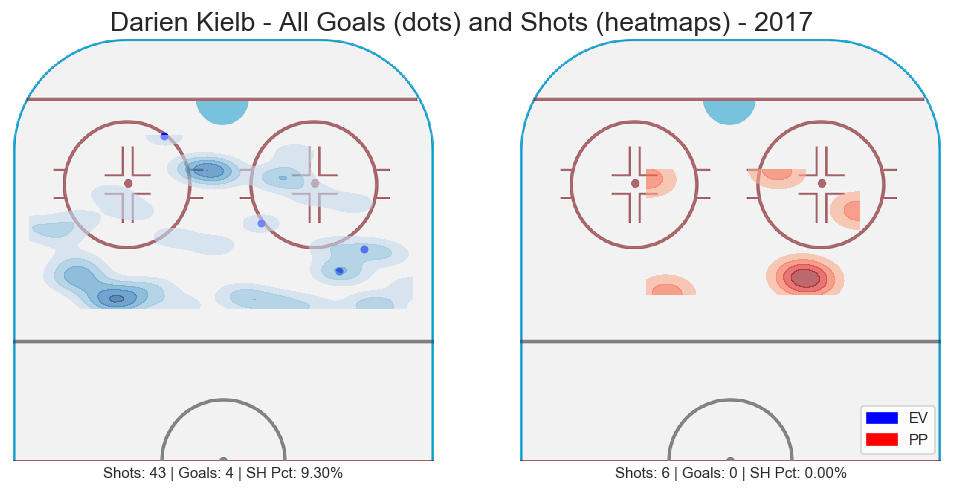 Darien Kielb - All Goals (dots) and Shots (heatmaps) - 2017
EV
PP
Shots: 43 | Goals: 4 | SH Pct: 9.30%
Shots: 6 | Goals: 0 | SH Pct: 0.00%